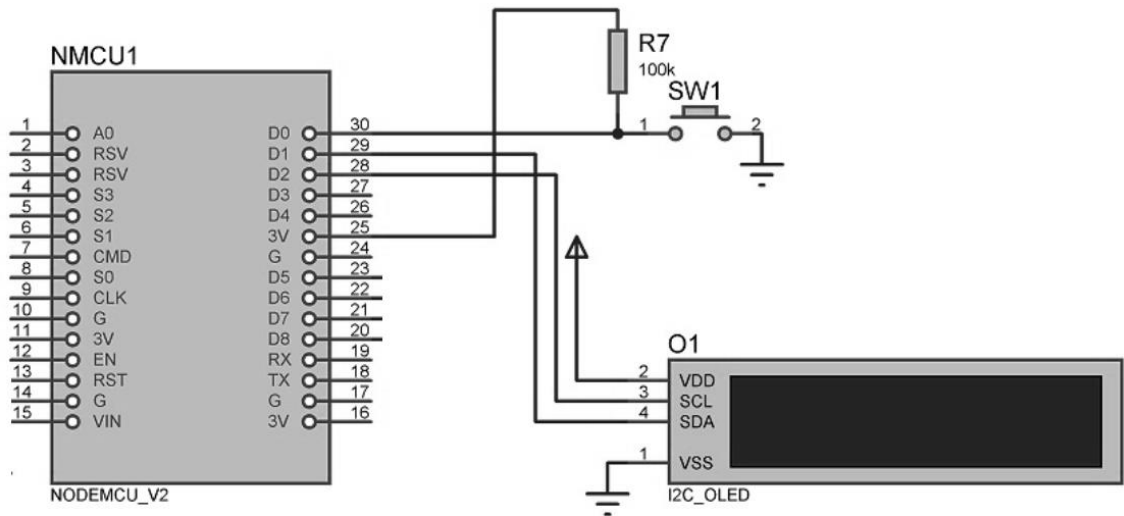 NMCU1
R7
100k
SW1
1 A0 D0 30 1 2
2 RSV D1 29
3 RSV D2 28
4 S3 D3 27
5 S2 D4 26
6 S1 3V 25
7 CMD G 24
8 S0 D5 23
9 CLK D6 22
10 G D7 21
11 3V D8 20
12 EN RX 19
13 RST TX 18
14 G G 17
15 VIN 3V 16
NODEMCU_V2
O1
2 VDD
3 SCL
4 SDA
1 VSS
I2C_OLED